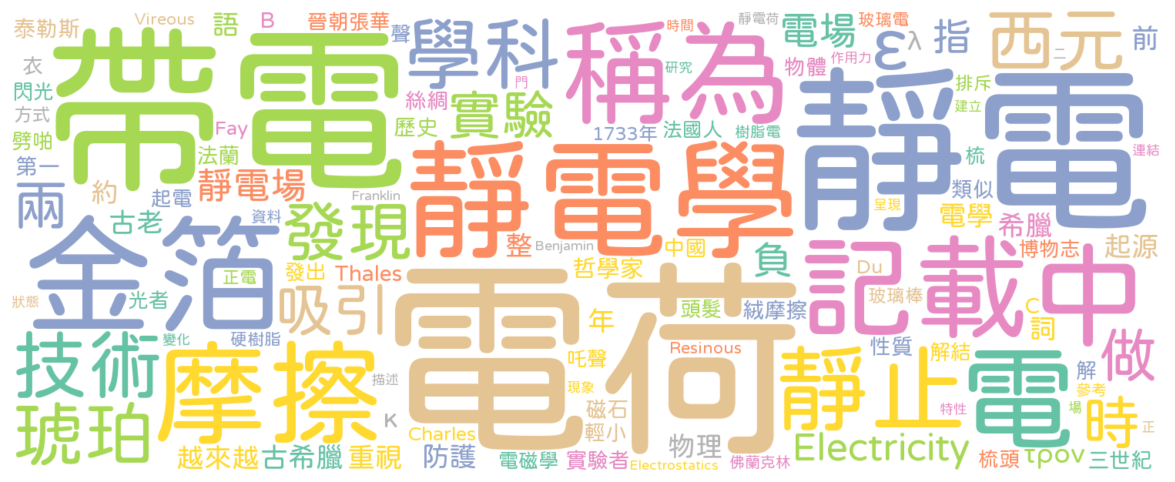 泰勒斯
Vireous
語
B
晉朝張華
聲
學科
稱為
時間
靜電荷
玻璃電
電場
ε
λ
指
西元
前
帶電
衣
閃光
方式
劈啪
門
絲綢
實驗
物體
作用力
研究
二
排斥
建立
靜電
Fay
歷史
1733年
法國人
樹脂電
第一
法蘭
靜電場
靜電學
梳
連結
兩
約
起電
Franklin
類似
呈現
古老
資料
發現
電學
希臘
金箔
整
Benjamin
中國
哲學家
負
博物志
起源
正電
發出
Thales
記載中
Du
狀態
光者
吸引
電荷
頭髮
絨摩擦
玻璃棒
C
詞
年
技術
變化
硬樹脂
吒聲
Resinous
性質
解結
做
摩擦
描述
現象
靜止
電
解
參考
場
琥珀
K
磁石
輕小
特性
時
正
Charles
物理
Electricity
τρον
越來越
古希臘
重視
防護
電磁學
實驗者
Electrostatics
佛蘭克林
梳頭
三世紀